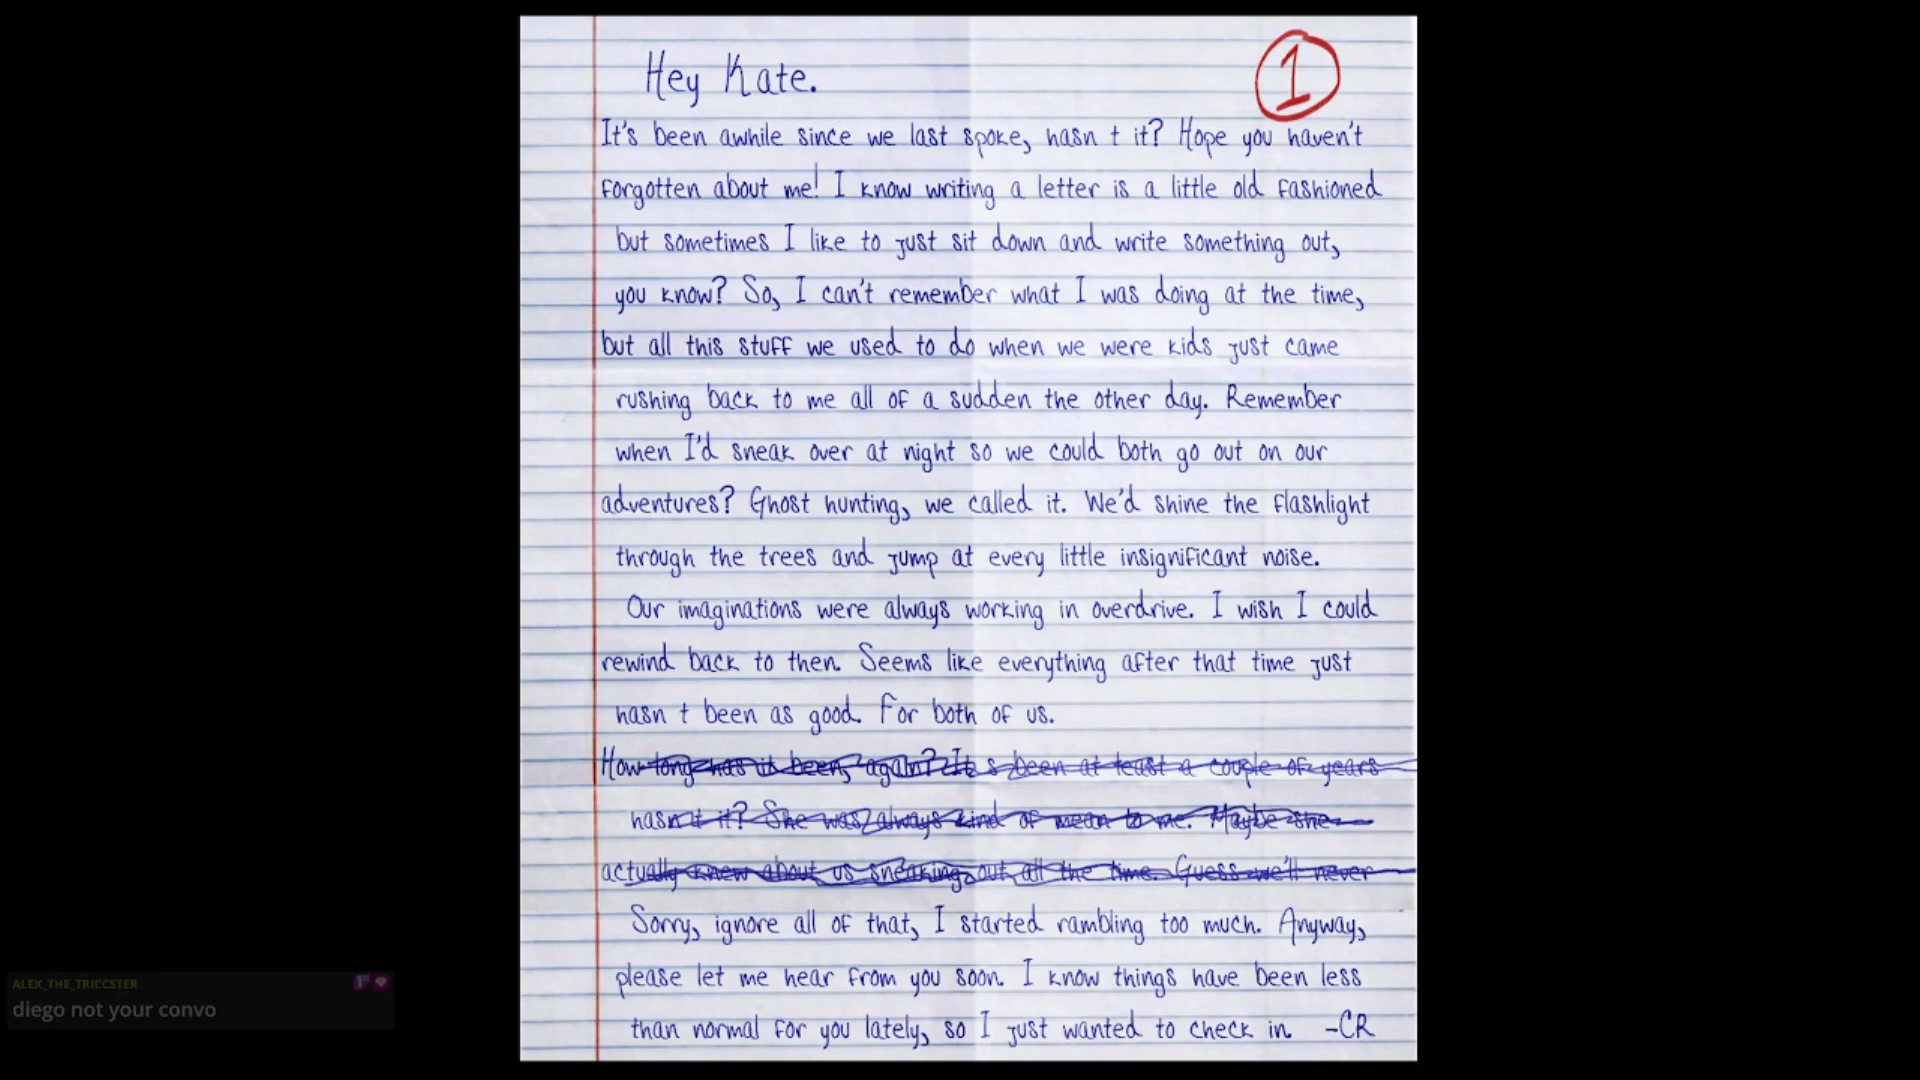 Hey Kate.
1
It's been awhile since we last spoke, hasn t it? Hope you haven't
forgotten about me! I know writing a letter is a little old fashioned
but sometimes I like to just sit down and write something out,
you know? So, I can't remember what I was doing at the time,
but all this stuff we used to do when we were kids just came
rushing back to me all of a sudden the other day. Remember
when I'd sneak over at night so we could both go out on our
adventures? Ghost hunting, we called it. We'd shine the flashlight
through the trees and jump at every little insignificant noise.
Our imaginations were always working in overdrive. I wish I could
rewind back to then. Seems like everything after that time just
hasn t been as good. For both of us.
How long has it been, again? It s been at least a couple of years
hasn t it? She was always kind of mean to me. Maybe she
actually knew about us sneaking out all the time. Guess we'll never
Sorry, ignore all of that, I started rambling too much. Anyway,
please let me hear from you soon. I know things have been less
than normal for you lately, so I just wanted to check in. -CR
ALEX_THE_TRICCSTER
diego not your convo